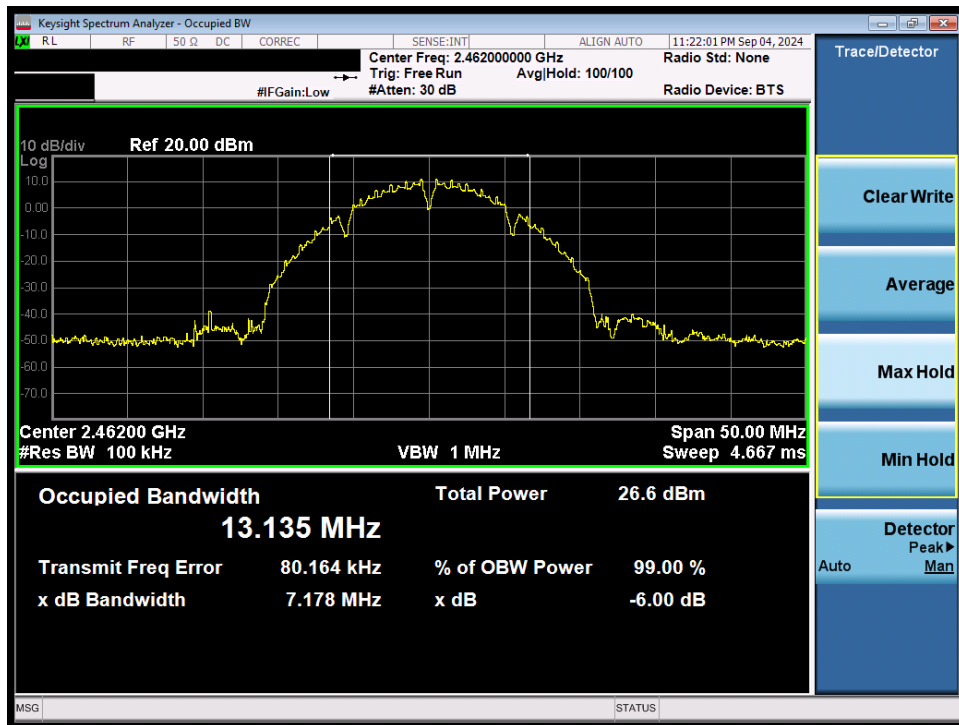 Keysight Spectrum Analyzer - Occupied BW
LXI RL RF 50 Ω DC CORREC SENSE:INT ALIGN AUTO 11:22:01 PM Sep 04, 2024
Center Freq: 2.462000000 GHz Radio Std: None
Trig: Free Run Avg|Hold: 100/100
#IFGain:Low #Atten: 30 dB Radio Device: BTS
10 dB/div Ref 20.00 dBm
Log
10.0
0.00
-10.0
-20.0
-30.0
-40.0
-50.0
-60.0
-70.0
Center 2.46200 GHz Span 50.00 MHz
#Res BW 100 kHz VBW 1 MHz Sweep 4.667 ms
Occupied Bandwidth Total Power 26.6 dBm
13.135 MHz
Transmit Freq Error 80.164 kHz % of OBW Power 99.00 %
x dB Bandwidth 7.178 MHz x dB -6.00 dB
Trace/Detector
Clear Write
Average
Max Hold
Min Hold
Detector
Peak▶
Auto Man
MSG STATUS